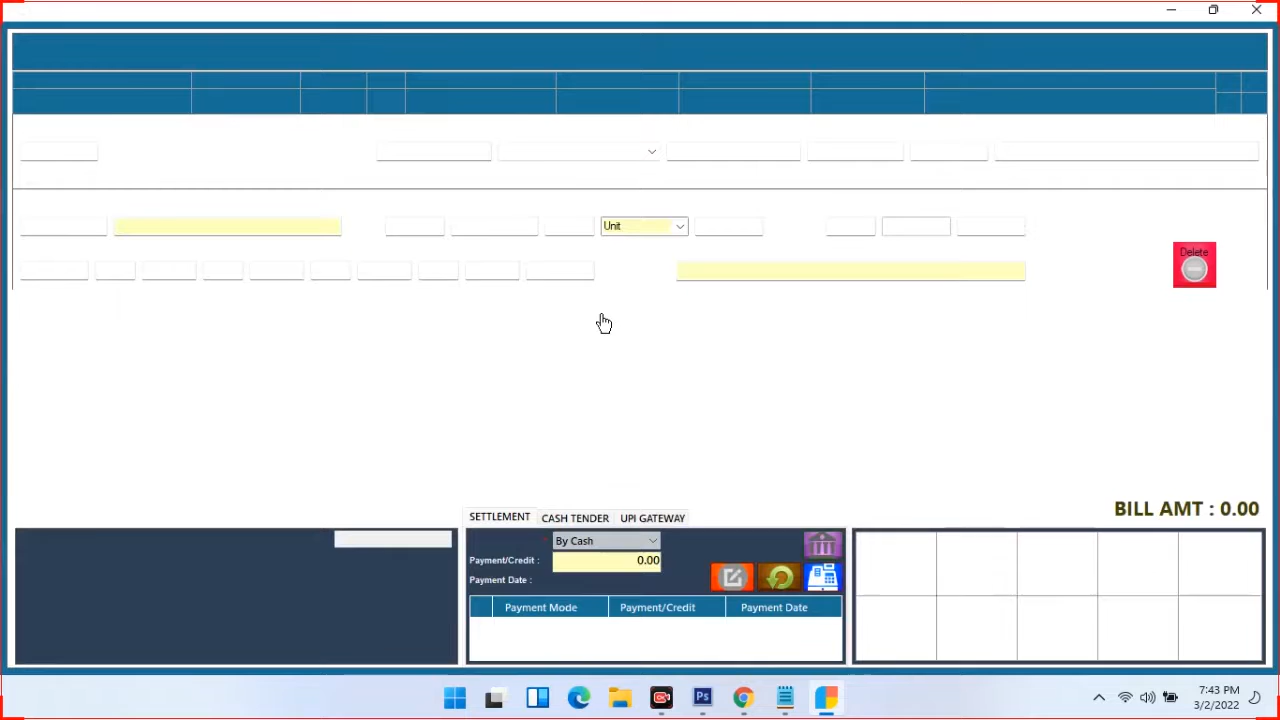 Unit
Delete
BILL AMT : 0.00
SETTLEMENT CASH TENDER UPI GATEWAY
By Cash
Payment/Credit : 0.00
Payment Date :
Payment Mode Payment/Credit Payment Date
Ps
7:43 PM
3/2/2022